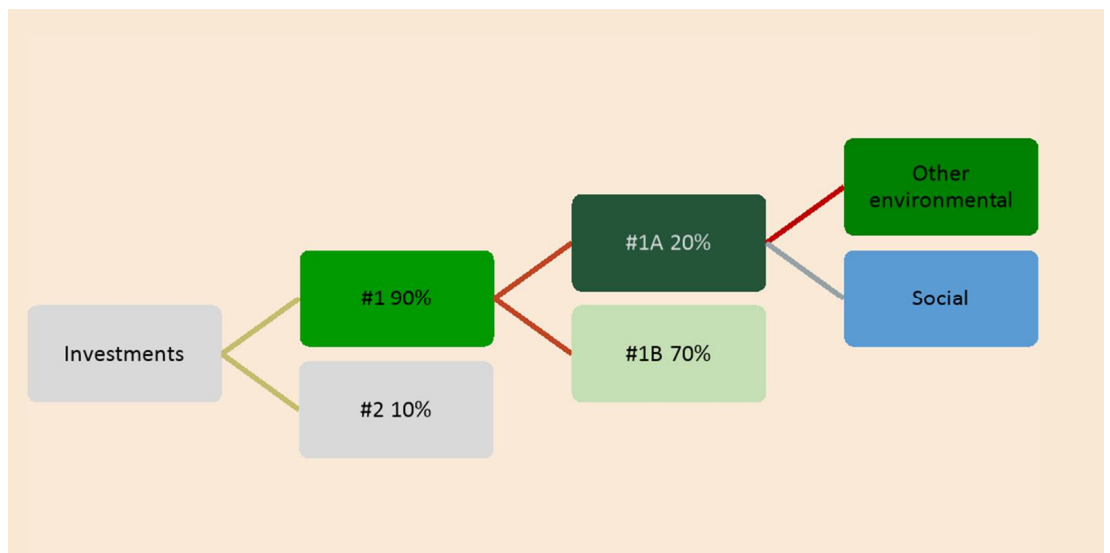 Other
environmental
#1A 20%
#1 90%
Social
Investments
#1B 70%
#2 10%